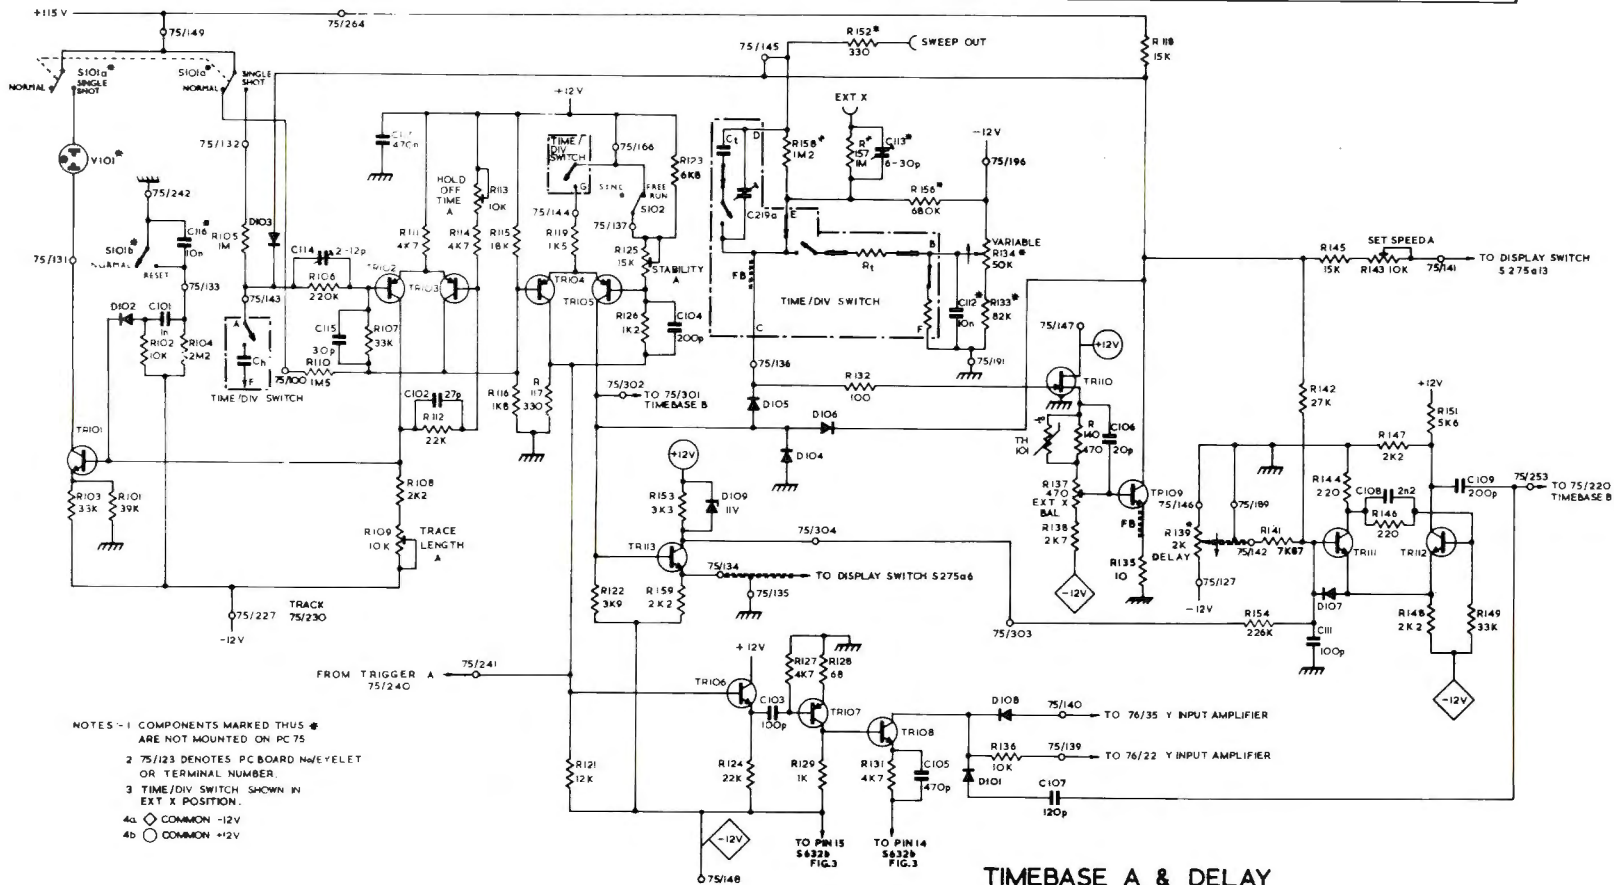 +115V
75/264
75/149
S101a*
NORMAL
SINGLE SHOT
S101a*
NORMAL
SINGLE SHOT
V101*
75/132
75/242
S101b*
NORMAL
RESET
C116*
10n
75/131
75/133
D102
C101
1n
R102
10K
R104
2M2
R105
1M
D103
C114
2-12p
R106
220K
75/143
A
Ch
F
TIME/DIV SWITCH
C115
30p
R107
33K
R110
1M5
75/100
TR101
R103
33K
R101
39K
75/227
-12V
TRACK
75/230
R108
2K2
R109
10K
TRACE
LENGTH
A
+12V
470n
HOLD
OFF
TIME
A
R113
10K
R111
4K7
R114
4K7
R115
18K
TR102
TR103
C102
27p
R112
22K
TIME/
DIV
SWITCH
G
75/166
75/144
SYNC
FREE
RUN
S102
75/137
R123
6K8
R119
1K5
R125
15K
STABILITY
A
TR104
TR105
R126
1K2
C104
200p
R116
1K8
R117
330
75/302
TO 75/301
TIMEBASE B
75/145
R152*
330
SWEEP OUT
EXT X
Ct
D
C219a
E
R158*
1M2
R*
157
1M
C113*
6-30p
R156*
680K
-12V
75/196
VARIABLE
R134*
50K
R133*
82K
C112*
10n
B
Rt
F
FB
TIME/DIV SWITCH
C
75/136
75/191
R132
100
D105
D106
D104
75/147
+12V
TR110
TH
101
R140
470
C106
20p
R137
470
EXT X
BAL
R138
2K7
-12V
R118
15K
TR109
FB
R135
10
R145
15K
SET SPEED A
R143 10K
75/141
TO DISPLAY SWITCH
S 275a13
R142
27K
+12V
R151
5K6
R147
2K2
R144
220
C108
2n2
R146
220
C109
200p
75/253
TO 75/220
TIMEBASE B
75/146
75/189
R139*
2K
DELAY
R141
7K87
75/142
75/127
-12V
TR111
TR112
D107
R148
2K2
R149
33K
-12V
R154
226K
C111
100p
+12V
R153
3K3
D109
11V
TR113
75/304
75/134
TO DISPLAY SWITCH S275a6
75/135
R122
3K9
R159
2K2
75/303
FROM TRIGGER A
75/240
75/241
+12V
TR106
C103
100p
R127
4K7
R128
68
TR107
TR108
R121
12K
R124
22K
R129
1K
R131
4K7
C105
470p
D108
75/140
TO 76/35 Y INPUT AMPLIFIER
R136
10K
75/139
TO 76/22 Y INPUT AMPLIFIER
D101
C107
120p
TO PIN 15
S632b
FIG.3
TO PIN 14
S632b
FIG.3
-12V
75/148
NOTES - 1 COMPONENTS MARKED THUS *
ARE NOT MOUNTED ON PC 75
2 75/123 DENOTES PC BOARD No/EYELET
OR TERMINAL NUMBER.
3 TIME/DIV SWITCH SHOWN IN
EXT X POSITION.
4a COMMON -12V
4b COMMON +12V
TIMEBASE A & DELAY